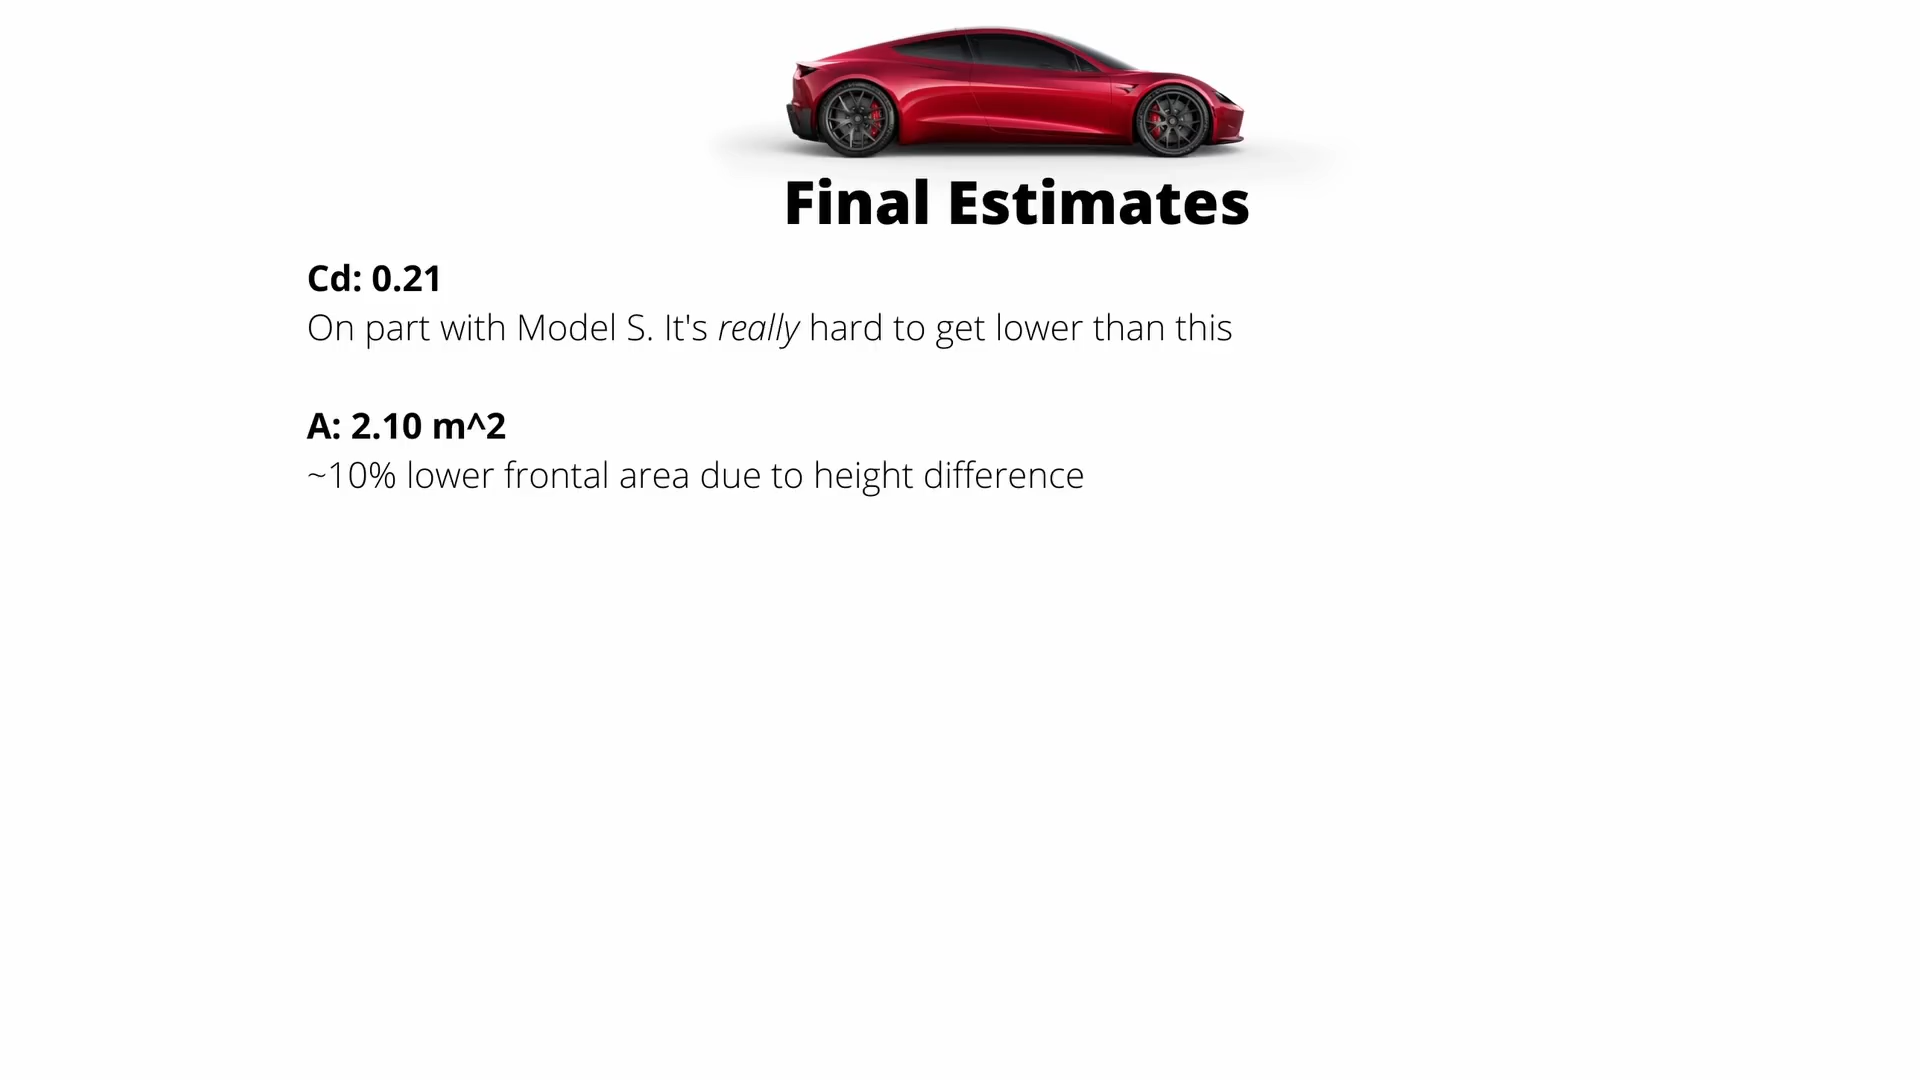 Final Estimates
Cd: 0.21
On part with Model S. It's really hard to get lower than this
A: 2.10 m^2
~10% lower frontal area due to height difference